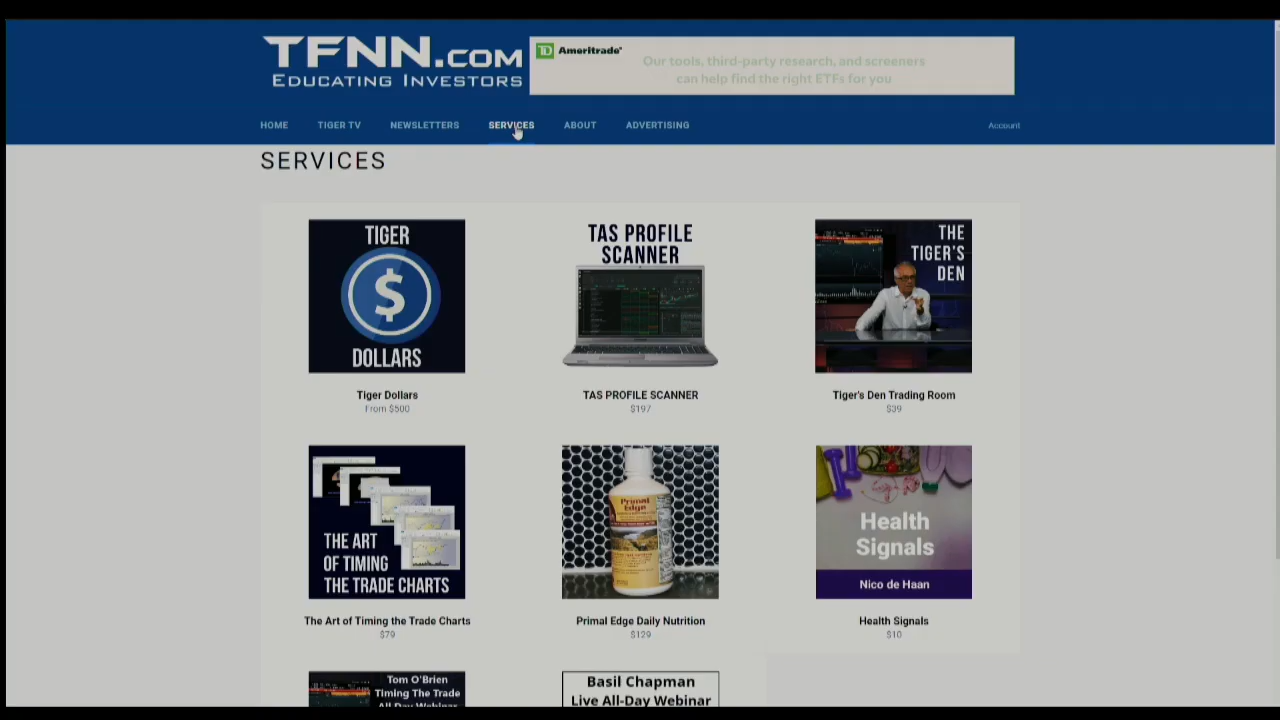 TFNN.COM
EDUCATING INVESTORS
TD Ameritrade
Our tools, third-party research, and screeners
can help find the right ETFs for you
HOME TIGER TV NEWSLETTERS SERVICES ABOUT ADVERTISING Account
SERVICES
TIGER
$
DOLLARS
TAS PROFILE
SCANNER
THE
TIGER'S
DEN
Tiger Dollars
From $500
TAS PROFILE SCANNER
$197
Tiger's Den Trading Room
$39
THE ART
OF TIMING
THE TRADE CHARTS
Primal
Edge
Health
Signals
Nico de Haan
The Art of Timing the Trade Charts
$79
Primal Edge Daily Nutrition
$129
Health Signals
$10
Tom O'Brien
Timing The Trade
All-Day Webinar
Basil Chapman
Live All-Day Webinar